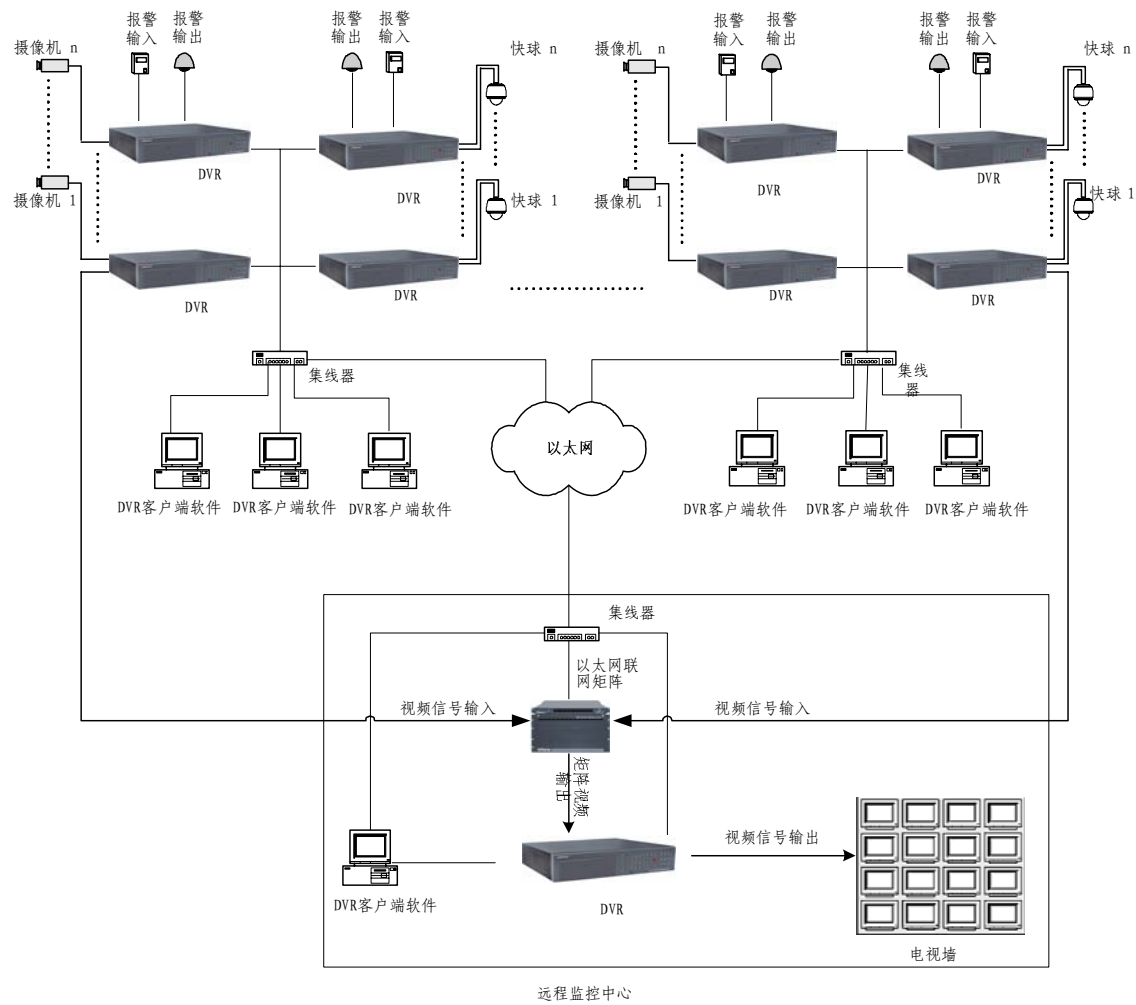 报警
输入
报警
输出
报警
输出
报警
输入
报警
输入
报警
输出
报警
输出
报警
输入
摄像机 n
快球 n
摄像机 n
快球 n
DVR
DVR
DVR
DVR
摄像机 1
快球 1
摄像机 1
快球 1
DVR
DVR
DVR
DVR
集线器
集线
器
以太网
DVR客户端软件
DVR客户端软件
DVR客户端软件
DVR客户端软件
DVR客户端软件
DVR客户端软件
集线器
以太网联
网矩阵
视频信号输入
视频信号输入
矩阵视频
输出
视频信号输出
DVR客户端软件
DVR
电视墙
远程监控中心